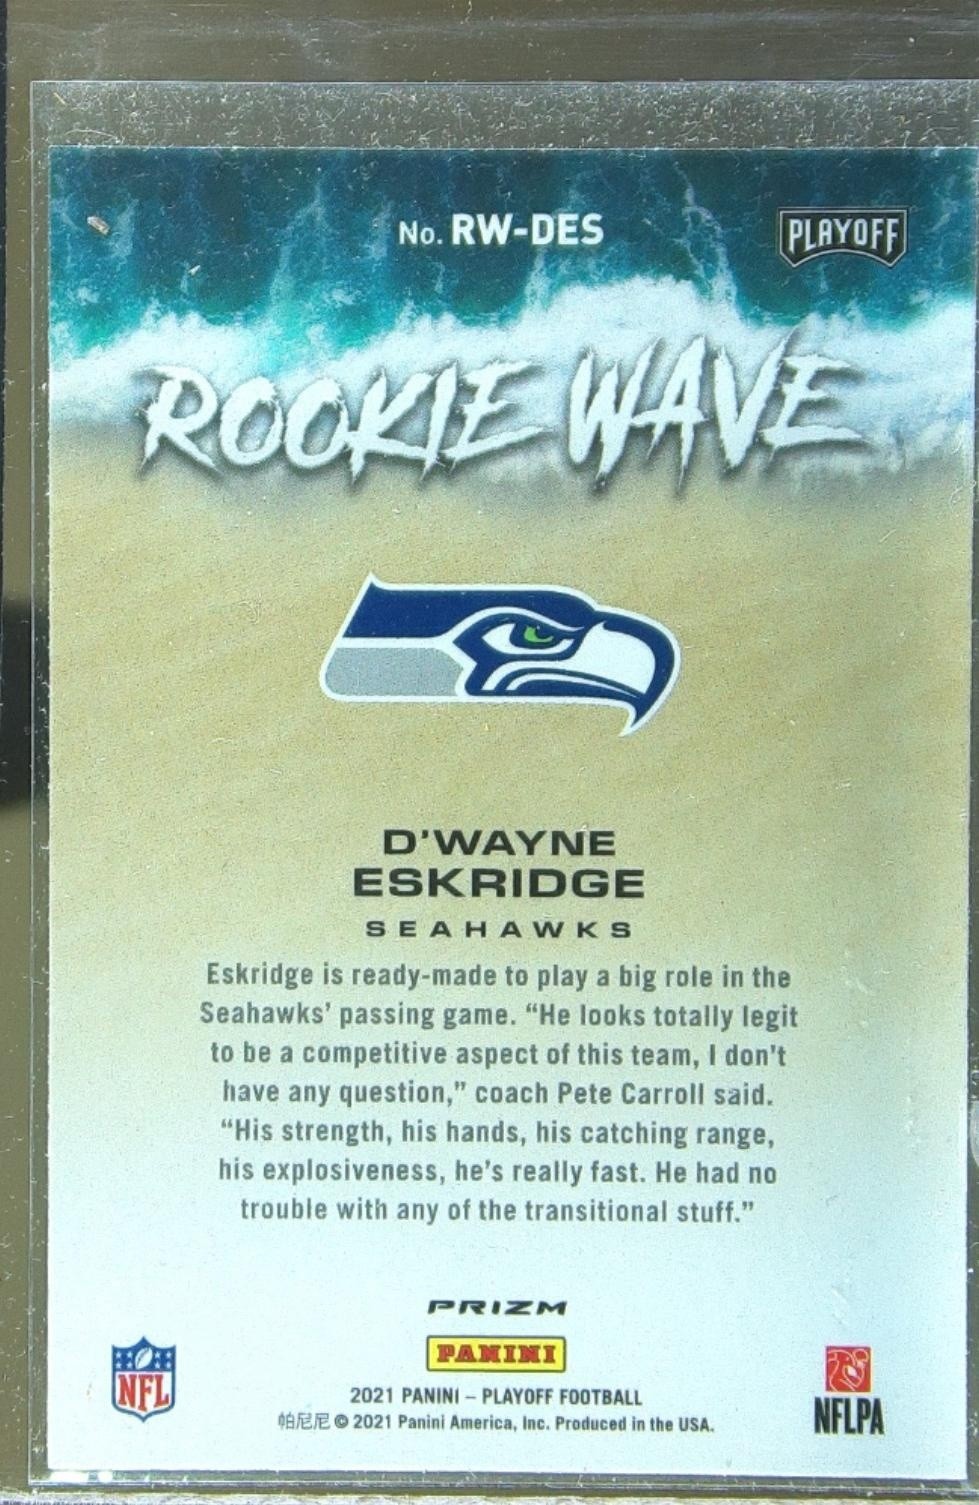 No. RW-DES
PLAYOFF
ROOKIE WAVE
D'WAYNE
ESKRIDGE
SEAHAWKS
Eskridge is ready-made to play a big role in the
Seahawks' passing game. “He looks totally legit
to be a competitive aspect of this team, I don't
have any question,” coach Pete Carroll said.
“His strength, his hands, his catching range,
his explosiveness, he's really fast. He had no
trouble with any of the transitional stuff.”
PRIZM
PANINI
NFL
2021 PANINI – PLAYOFF FOOTBALL
帕尼尼 © 2021 Panini America, Inc. Produced in the USA.
NFLPA